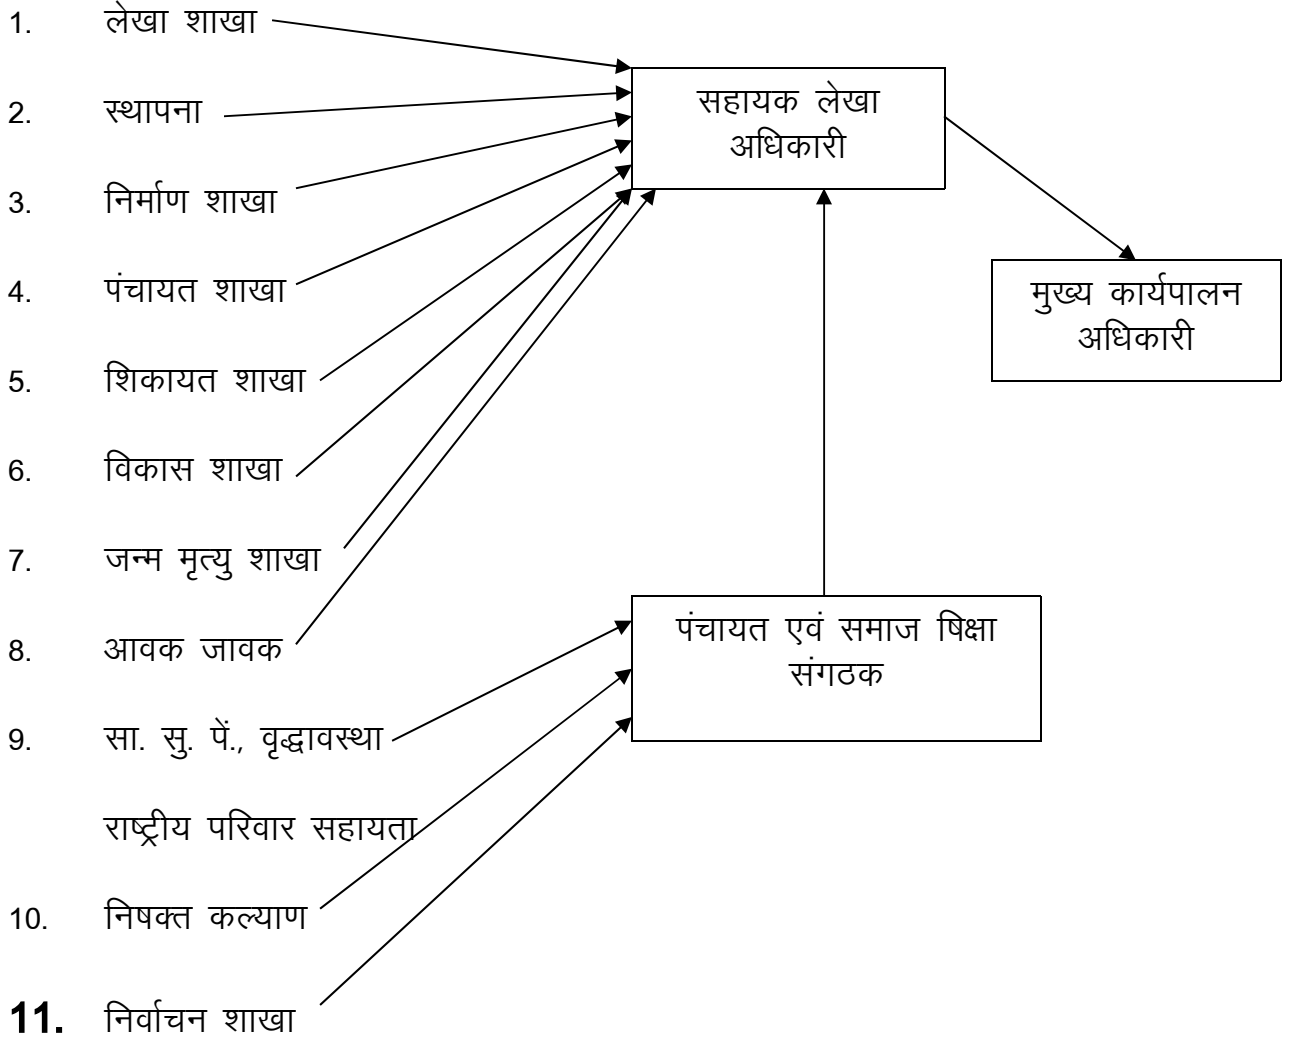 1. लेखा शाखा
2. स्थापना
3. निर्माण शाखा
4. पंचायत शाखा
5. शिकायत शाखा
6. विकास शाखा
7. जन्म मृत्यु शाखा
8. आवक जावक
9. सा. सु. पें., वृद्धावस्था
राष्ट्रीय परिवार सहायता
10. निषक्त कल्याण
11. निर्वाचन शाखा
सहायक लेखा
अधिकारी
मुख्य कार्यपालन
अधिकारी
पंचायत एवं समाज षिक्षा
संगठक